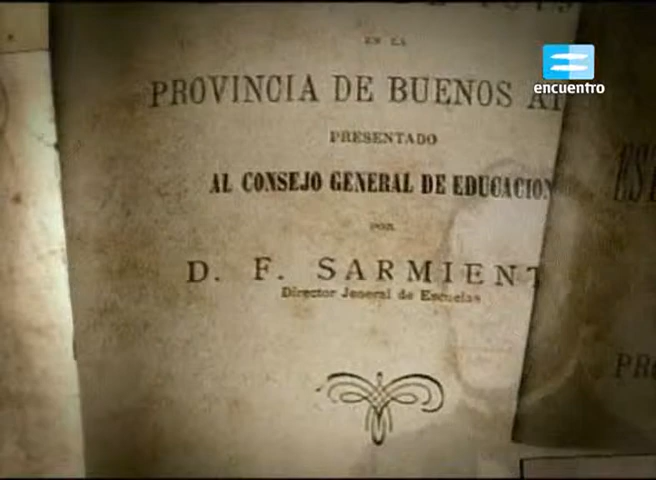 EN LA
PROVINCIA DE BUENOS AI
PRESENTADO
AL CONSEJO GENERAL DE EDUCACION
POR
D. F. SARMIENT
Director Jeneral de Escuelas
encuentro
EST
PR